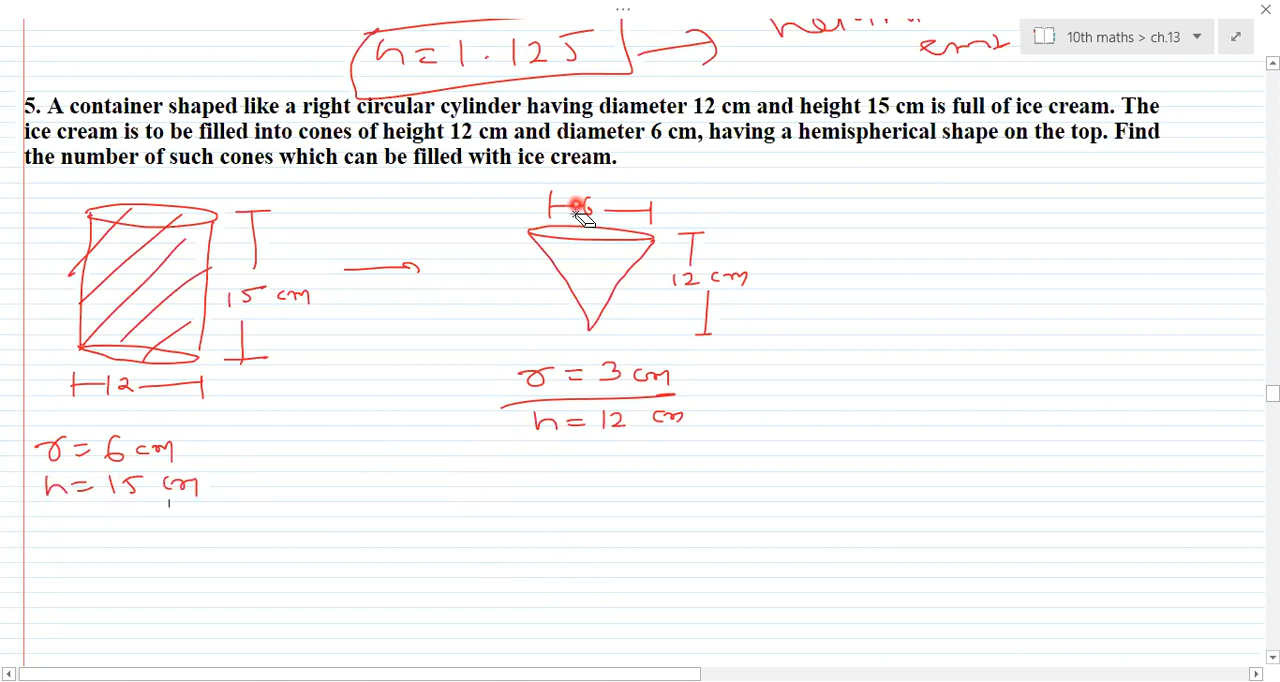 10th maths > ch.13
h = 1.125
5. A container shaped like a right circular cylinder having diameter 12 cm and height 15 cm is full of ice cream. The
ice cream is to be filled into cones of height 12 cm and diameter 6 cm, having a hemispherical shape on the top. Find
the number of such cones which can be filled with ice cream.
6
15 cm
12 cm
12
r = 3 cm
h = 12 cm
r = 6 cm
h = 15 cm